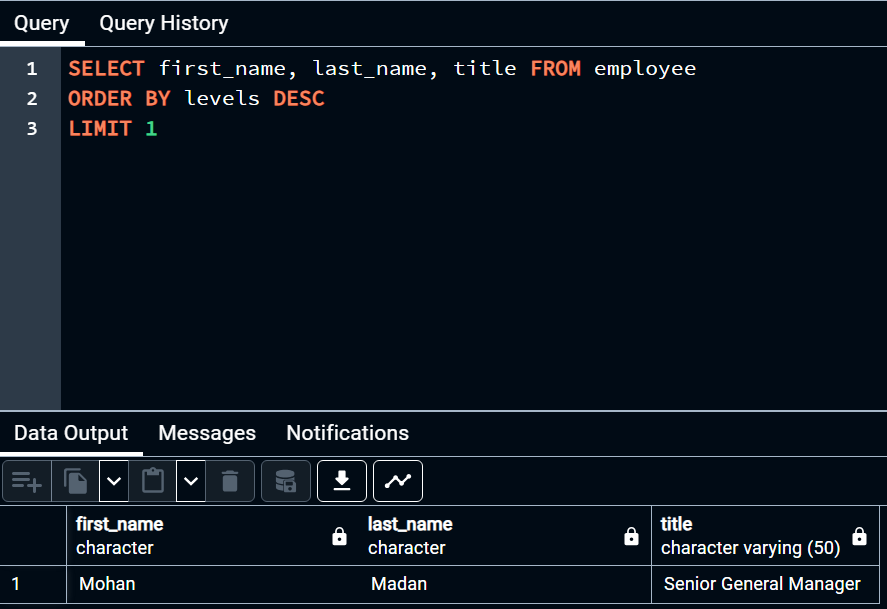 Query Query History
1 SELECT first_name, last_name, title FROM employee
2 ORDER BY levels DESC
3 LIMIT 1
Data Output Messages Notifications
first_name last_name title
character character character varying (50)
1 Mohan Madan Senior General Manager